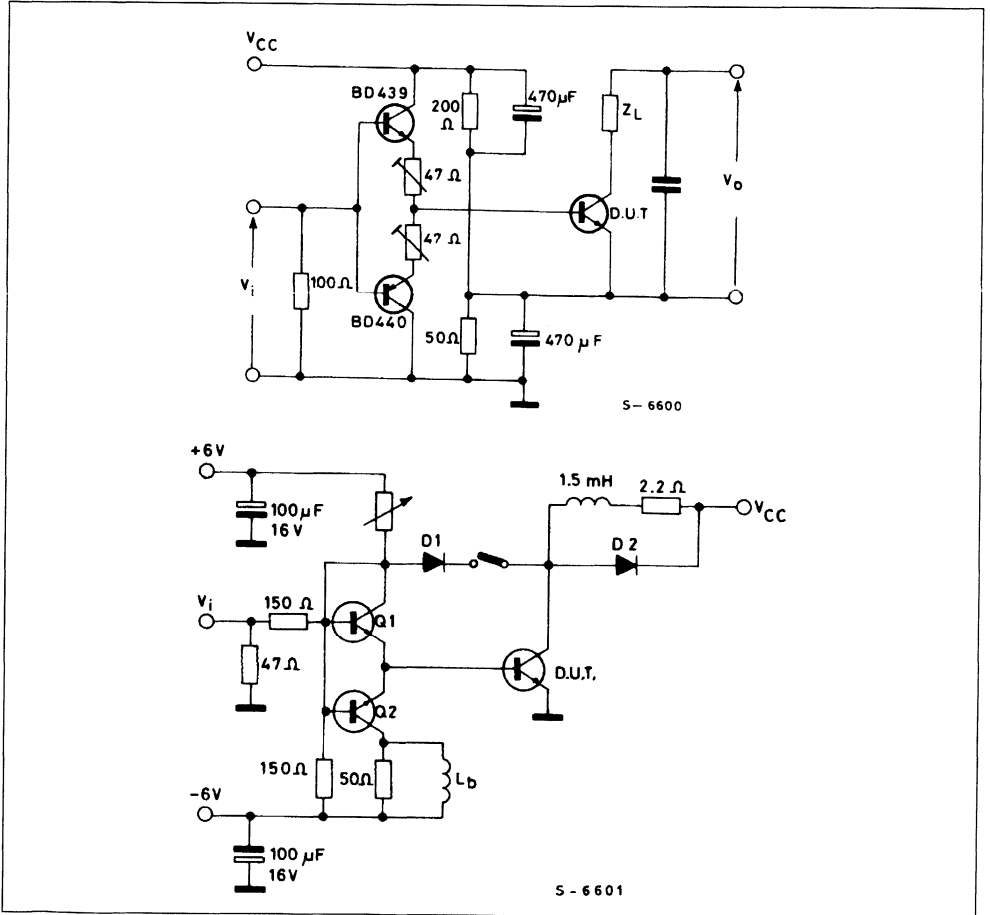 VCC
BD439
200 Ω
470µF
ZL
47 Ω
Vo
D.U.T
47 Ω
Vi
100Ω
BD440
50Ω
470 µF
S-6600
+6V
1.5 mH
2.2 Ω
100µF
16V
VCC
D1
D2
Vi
150 Ω
Q1
47Ω
D.U.T.
Q2
150Ω
50Ω
Lb
-6V
100 µF
16V
S-6601